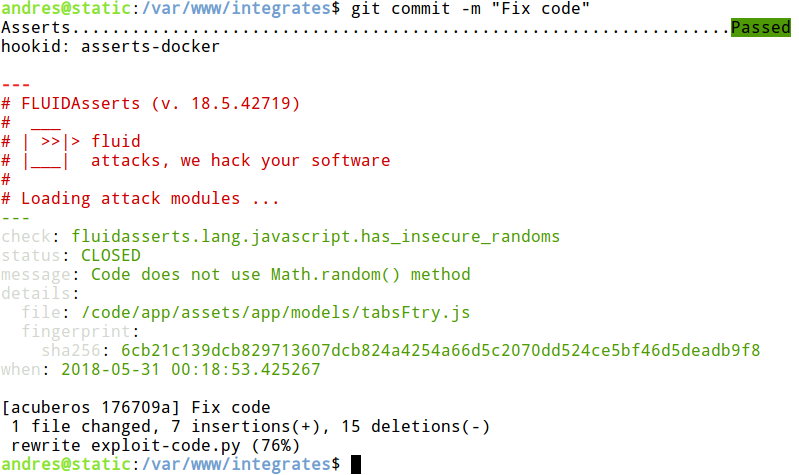 andres@static:/var/www/integrates$ git commit -m "Fix code"
Asserts..................................................................Passed
hookid: asserts-docker
---
# FLUIDAsserts (v. 18.5.42719)
#  ___
# | >>|> fluid
# |___|  attacks, we hack your software
#
# Loading attack modules ...
---
check: fluidasserts.lang.javascript.has_insecure_randoms
status: CLOSED
message: Code does not use Math.random() method
details:
  file: /code/app/assets/app/models/tabsFtry.js
  fingerprint:
    sha256: 6cb21c139dcb829713607dcb824a4254a66d5c2070dd524ce5bf46d5deadb9f8
when: 2018-05-31 00:18:53.425267
[acuberos 176709a] Fix code
 1 file changed, 7 insertions(+), 15 deletions(-)
 rewrite exploit-code.py (76%)
andres@static:/var/www/integrates$